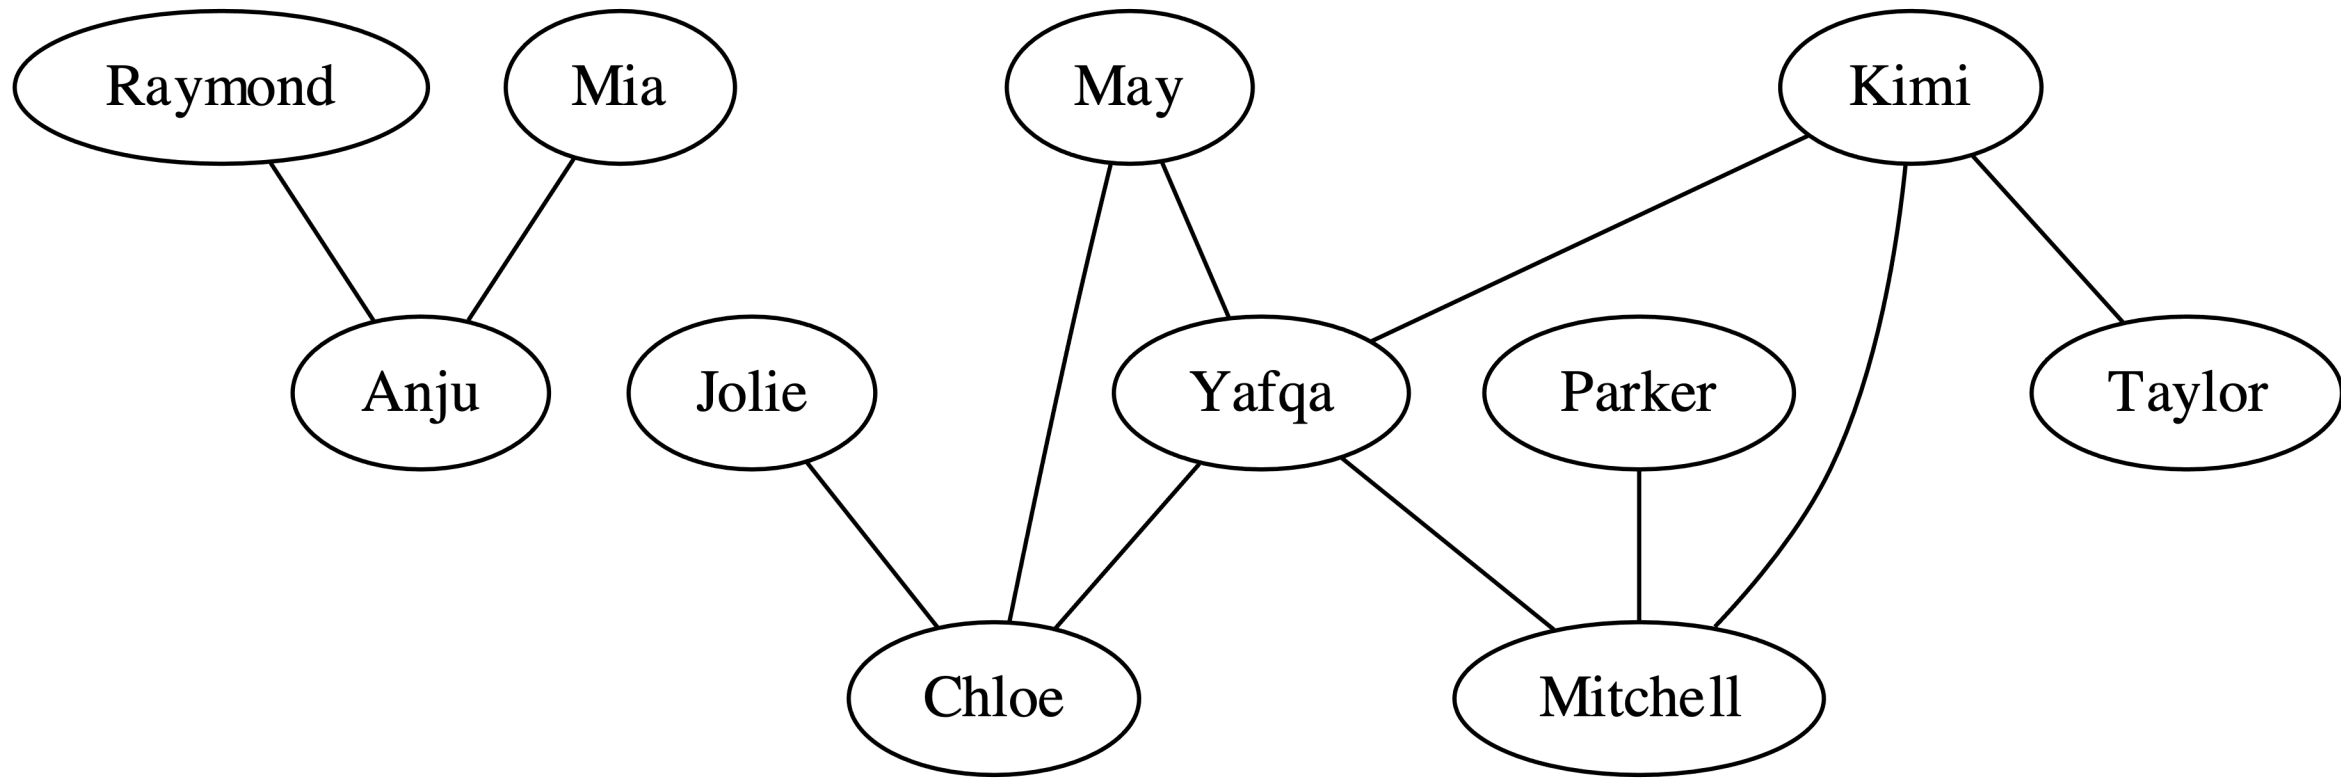 Raymond
Mia
May
Kimi
Anju
Jolie
Yafqa
Parker
Taylor
Chloe
Mitchell